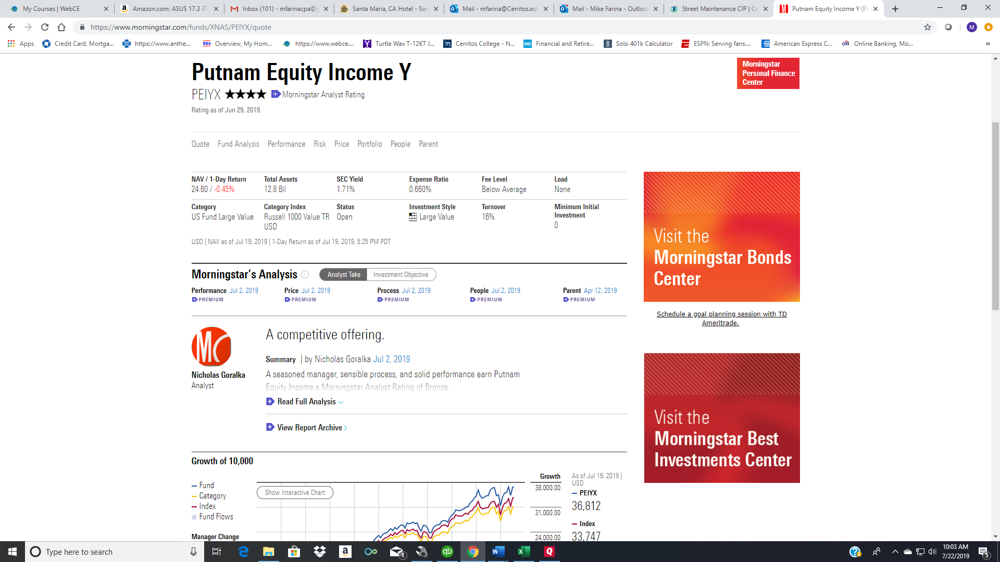 My Courses | WebCE
Amazon.com: ASUS 17.3 i7-
Inbox (101) - mfarinacpa@g
Santa Maria, CA Hotel - San
Mail - mfarina@Cerritos.edu
Mail - Mike Farina - Outlook
Street Maintenance CIP | Cit
Putnam Equity Income Y (PE
https://www.morningstar.com/funds/XNAS/PEIYX/quote
M
Apps
Credit Card, Mortga...
https://www.anthe...
SSA Overview, My Hom...
https://www.webce....
Turtle Wax T-12KT J...
Cerritos College - N...
Financial and Retire...
Solo 401k Calculator
ESPN: Serving fans....
American Express C...
citi Online Banking, Mo...
»
Putnam Equity Income Y
PEIYX ★★★★ Morningstar Analyst Rating
Rating as of Jun 29, 2019.
Morningstar
Personal Finance
Center
Quote Fund Analysis Performance Risk Price Portfolio People Parent
NAV / 1-Day Return Total Assets SEC Yield Expense Ratio Fee Level Load
24.60 / -0.45% 12.8 Bil 1.71% 0.660% Below Average None
Category Category Index Status Investment Style Turnover Minimum Initial
Investment
US Fund Large Value Russell 1000 Value TR Open Large Value 16%
USD 0
USD | NAV as of Jul 19, 2019 | 1-Day Return as of Jul 19, 2019, 5:25 PM PDT
Morningstar's Analysis Analyst Take Investment Objective
Performance Jul 2, 2019 Price Jul 2, 2019 Process Jul 2, 2019 People Jul 2, 2019 Parent Apr 12, 2019
PREMIUM PREMIUM PREMIUM PREMIUM PREMIUM
Nicholas Goralka
Analyst
A competitive offering.
Summary | by Nicholas Goralka Jul 2, 2019
A seasoned manager, sensible process, and solid performance earn Putnam
Equity Income a Morningstar Analyst Rating of Bronze.
Read Full Analysis
View Report Archive
Visit the
Morningstar Bonds
Center
Schedule a goal planning session with TD
Ameritrade.
Visit the
Morningstar Best
Investments Center
Growth of 10,000
Fund
Category
Index
Fund Flows
Manager Change
Show Interactive Chart
Growth
38,000.00
31,000.00
24,000.00
As of Jul 19, 2019 |
USD
PEIYX
36,812
Index
33,747
Type here to search
10:03 AM
7/22/2019
5